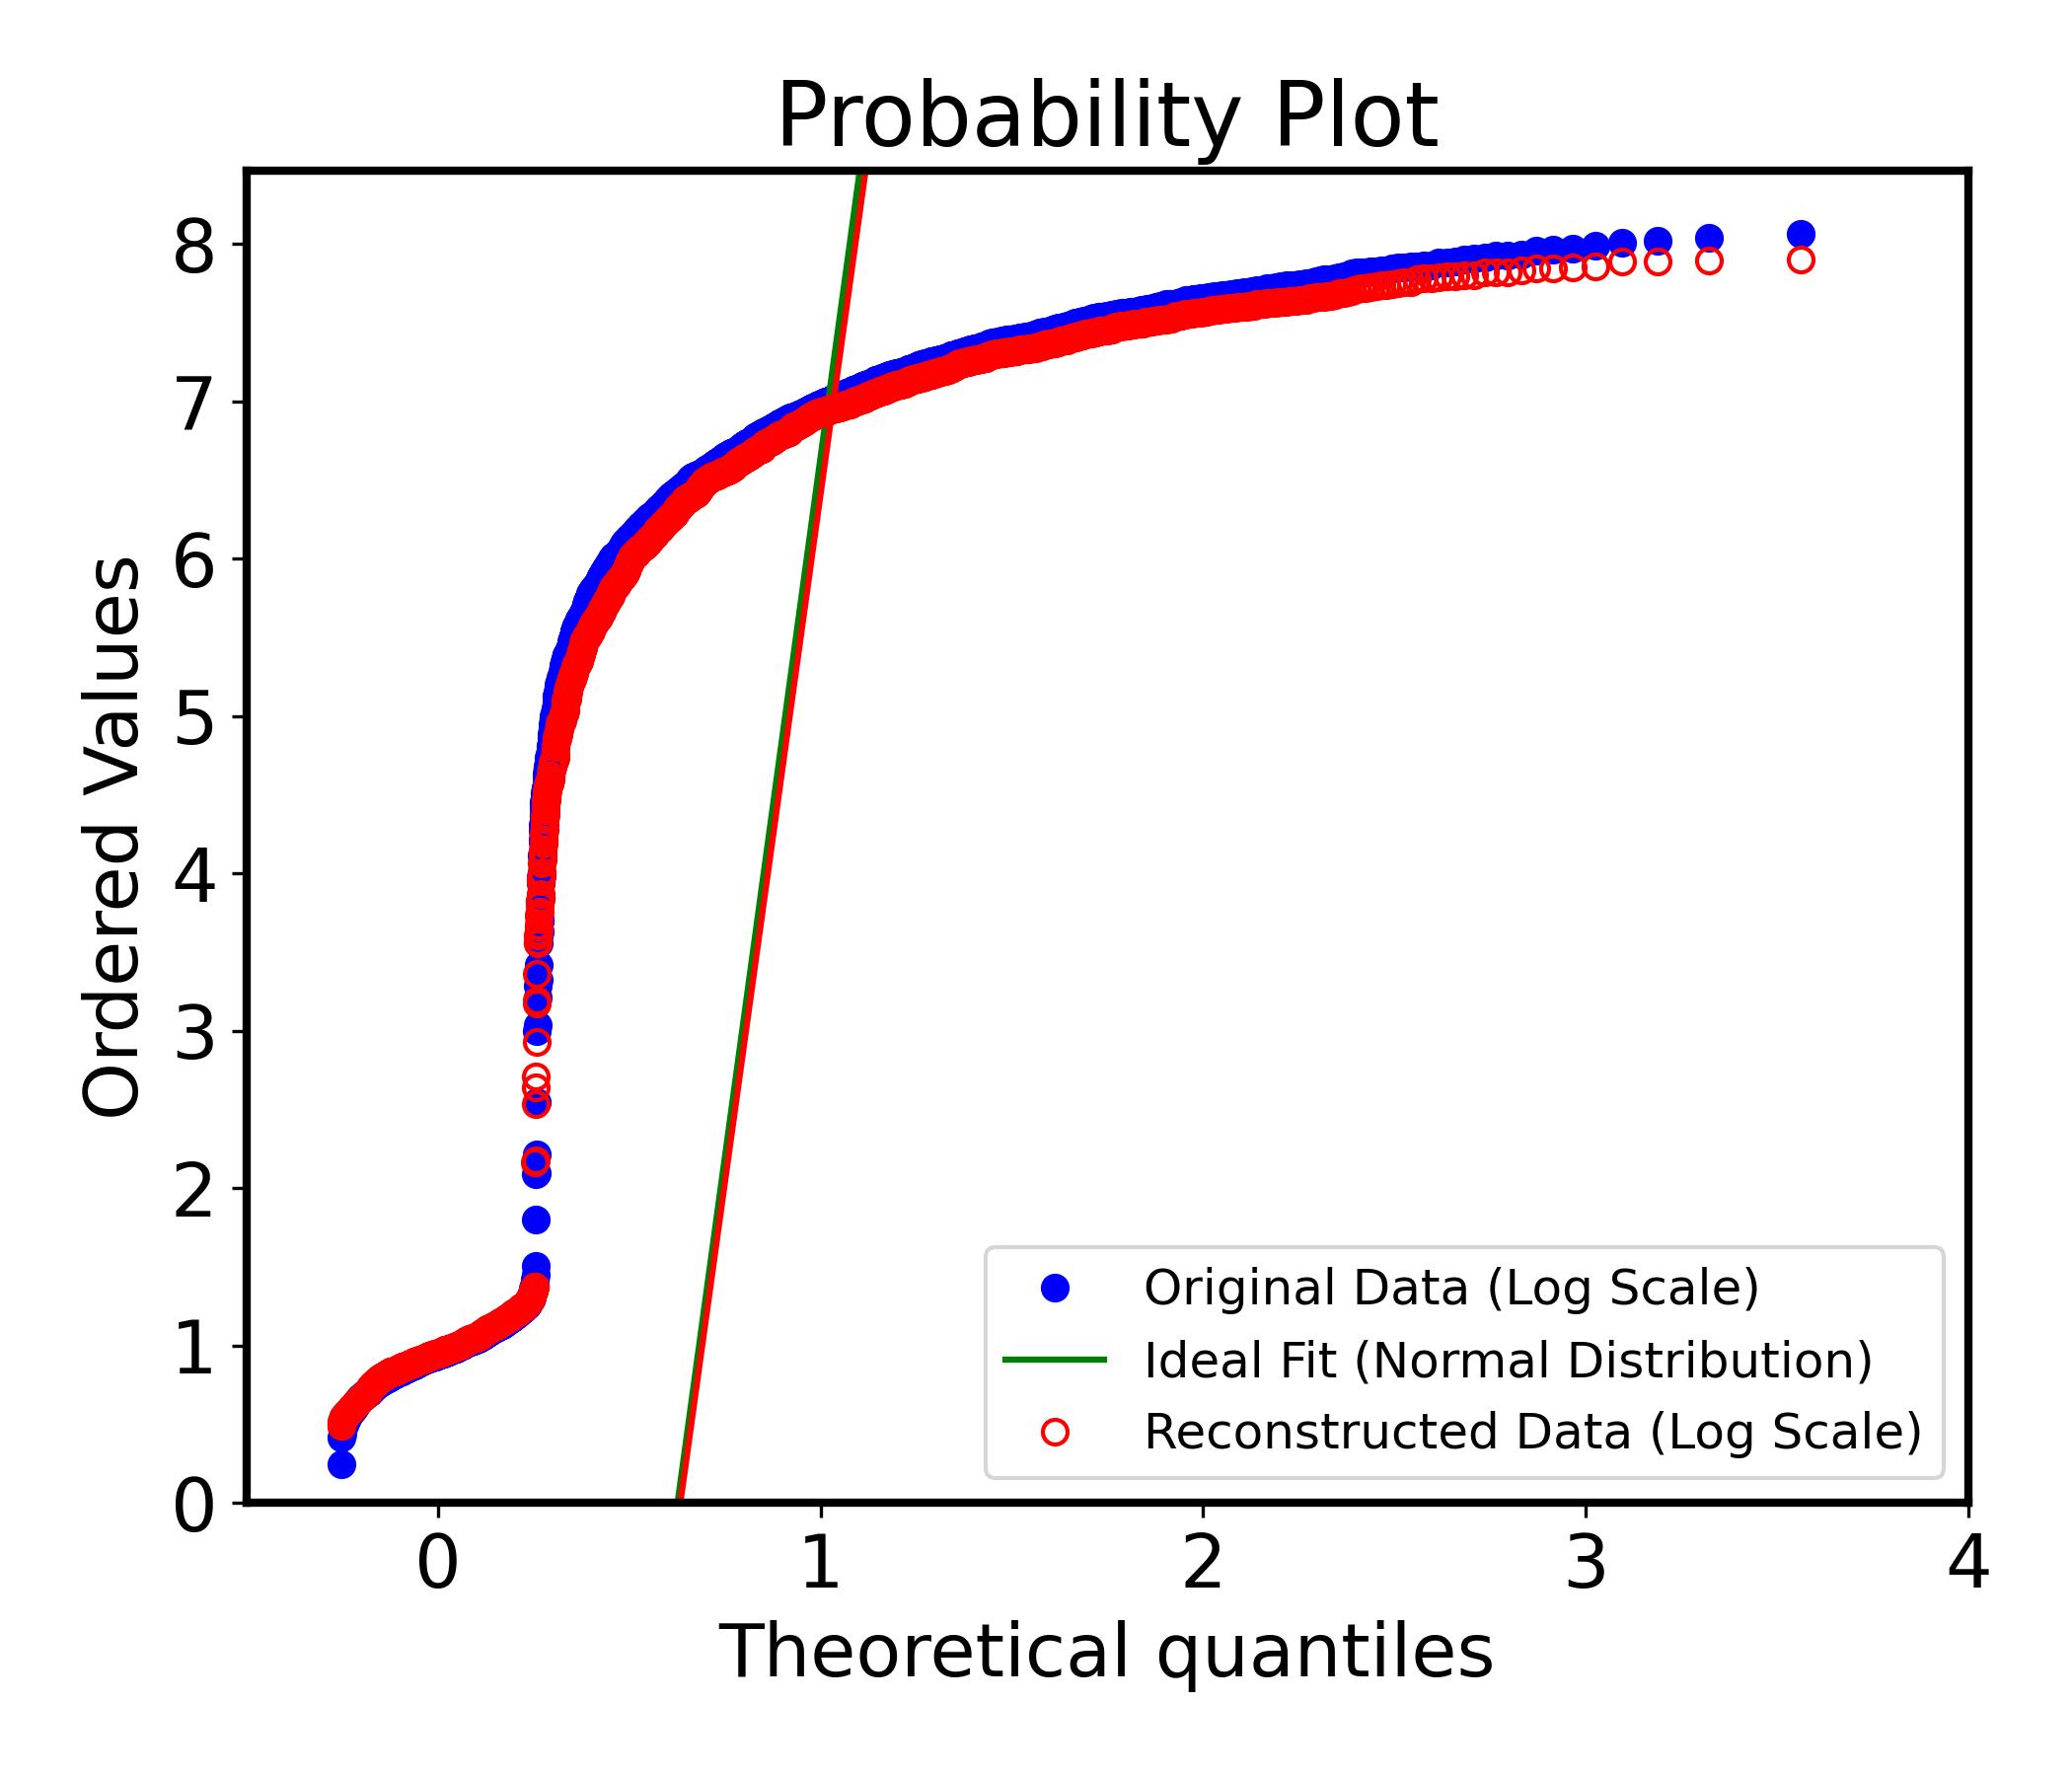 Probability Plot
8
7
6
5
4
3
2
1
0
Ordered Values
Original Data (Log Scale)
Ideal Fit (Normal Distribution)
Reconstructed Data (Log Scale)
0 1 2 3 4
Theoretical quantiles